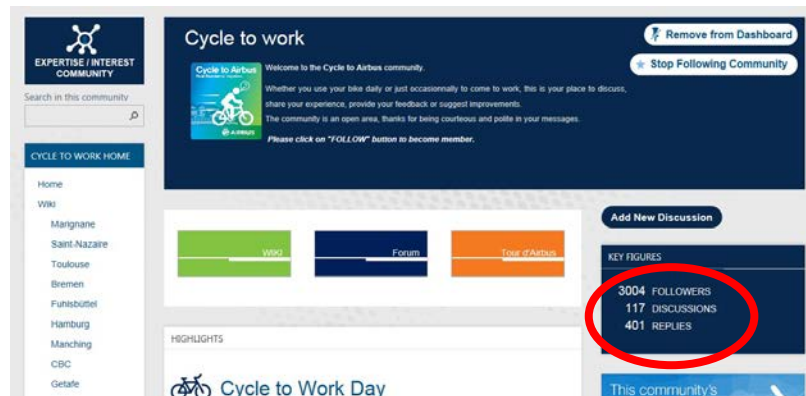 EXPERTISE / INTEREST
COMMUNITY
Search in this community
CYCLE TO WORK HOME
Home
Wiki
Marignane
Saint-Nazaire
Toulouse
Bremen
Fuhlsbüttel
Hamburg
Manching
CBC
Getafe
Cycle to work
Remove from Dashboard
Stop Following Community
Cycle to Airbus
AIRBUS
Welcome to the Cycle to Airbus community.
Whether you use your bike daily or just occasionnally to come to work, this is your place to discuss,
share your experience, provide your feedback or suggest improvements.
The community is an open area, thanks for being courteous and polite in your messages.
Please click on "FOLLOW" button to become member.
WIKI
Forum
Tour d'Airbus
HIGHLIGHTS
Cycle to Work Day
Add New Discussion
KEY FIGURES
3004 FOLLOWERS
117 DISCUSSIONS
401 REPLIES
This community's